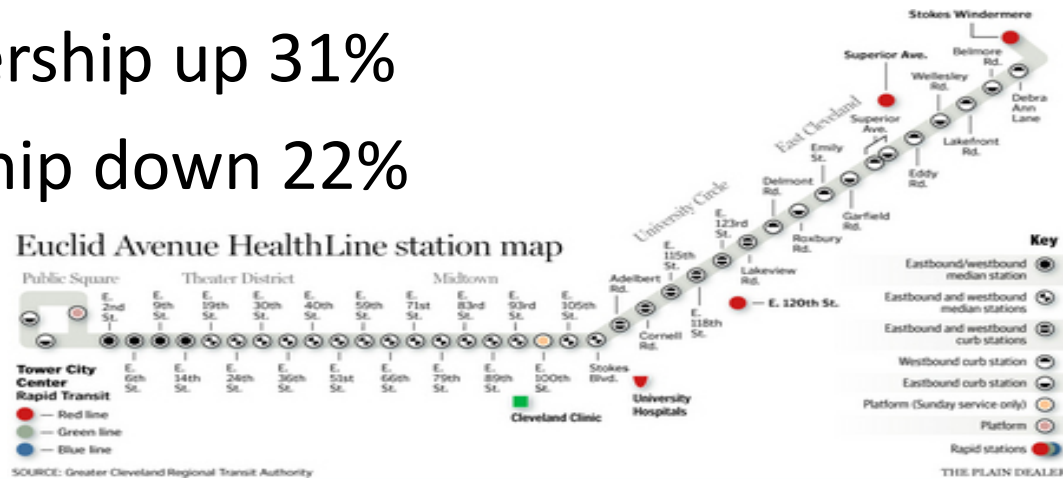 ership up 31%
hip down 22%
Euclid Avenue HealthLine station map
Public Square
Theater District
Midtown
University Circle
East Cleveland
E. 2nd St.
E. 6th St.
E. 9th St.
E. 14th St.
E. 19th St.
E. 24th St.
E. 30th St.
E. 36th St.
E. 40th St.
E. 51st St.
E. 59th St.
E. 66th St.
E. 71st St.
E. 79th St.
E. 83rd St.
E. 89th St.
E. 93rd St.
E. 100th St.
E. 105th St.
Stokes Blvd.
Adelbert Rd.
Cornell Rd.
E. 115th St.
E. 118th St.
E. 123rd St.
Lakeview Rd.
Delmont Rd.
Roxbury Rd.
Emily St.
Garfield Rd.
Superior Ave.
Eddy Rd.
Wellesley Rd.
Lakefront Rd.
Belmore Rd.
Debra Ann Lane
Superior Ave.
Stokes Windermere
E. 120th St.
Cleveland Clinic
University Hospitals
Tower City
Center
Rapid Transit
— Red line
— Green line
— Blue line
Key
Eastbound/westbound
median station
Eastbound and westbound
median stations
Eastbound and westbound
curb stations
Westbound curb station
Eastbound curb station
Platform (Sunday service only)
Platform
Rapid stations
SOURCE: Greater Cleveland Regional Transit Authority
THE PLAIN DEALER